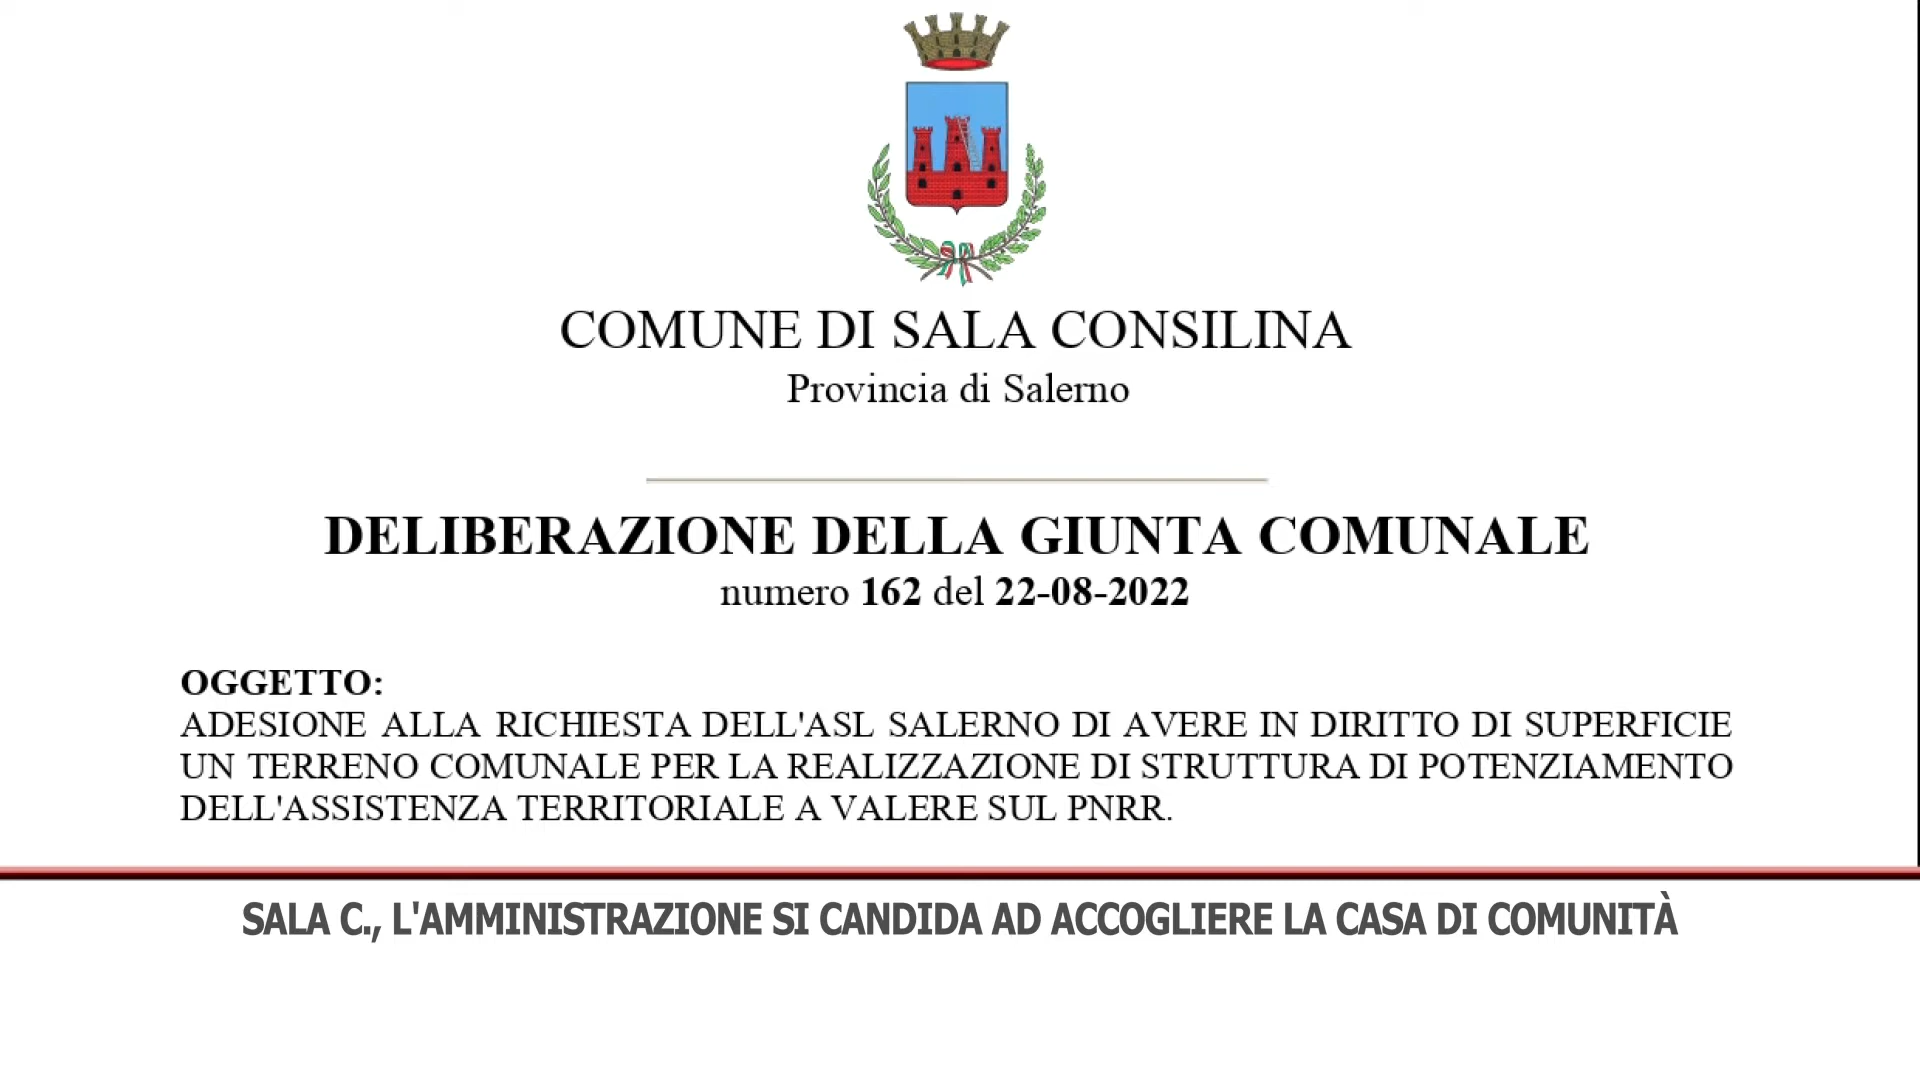 COMUNE DI SALA CONSILINA
Provincia di Salerno
DELIBERAZIONE DELLA GIUNTA COMUNALE
numero 162 del 22-08-2022
OGGETTO:
ADESIONE ALLA RICHIESTA DELL'ASL SALERNO DI AVERE IN DIRITTO DI SUPERFICIE
UN TERRENO COMUNALE PER LA REALIZZAZIONE DI STRUTTURA DI POTENZIAMENTO
DELL'ASSISTENZA TERRITORIALE A VALERE SUL PNRR.
SALA C., L'AMMINISTRAZIONE SI CANDIDA AD ACCOGLIERE LA CASA DI COMUNITÀ